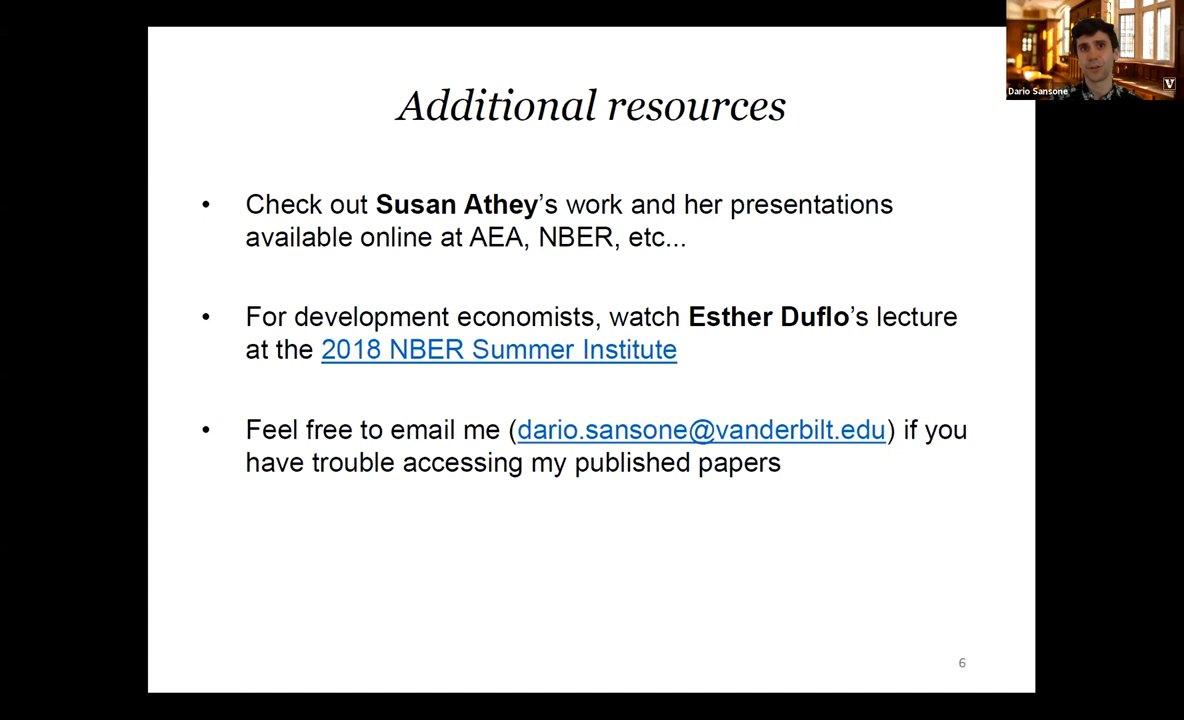 Additional resources
• Check out Susan Athey’s work and her presentations
available online at AEA, NBER, etc...
• For development economists, watch Esther Duflo’s lecture
at the 2018 NBER Summer Institute
• Feel free to email me (dario.sansone@vanderbilt.edu) if you
have trouble accessing my published papers
6
Dario Sansone
V